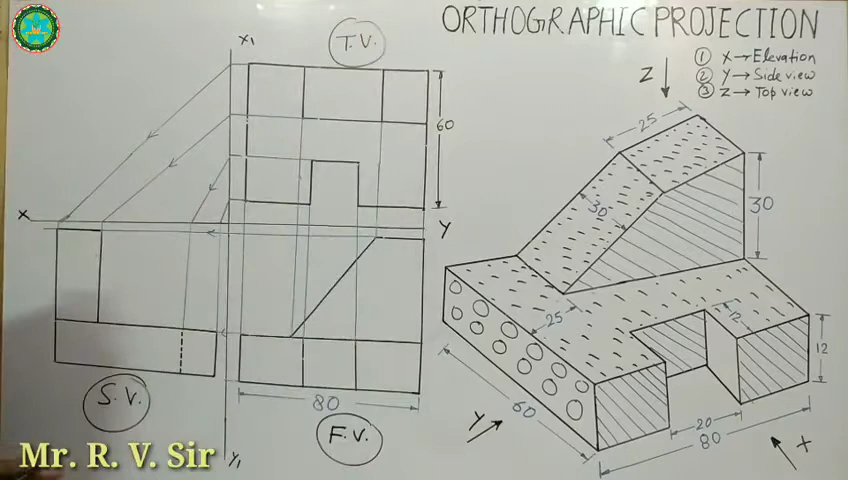 ORTHOGRAPHIC PROJECTION
① X→Elevation
② Y→Side view
③ Z→Top view
X1
T.V.
Z
25
60
30
30
X
Y
25
12
12
20
80
60
Y
X
80
S.V.
F.V.
Y1
Mr. R. V. Sir